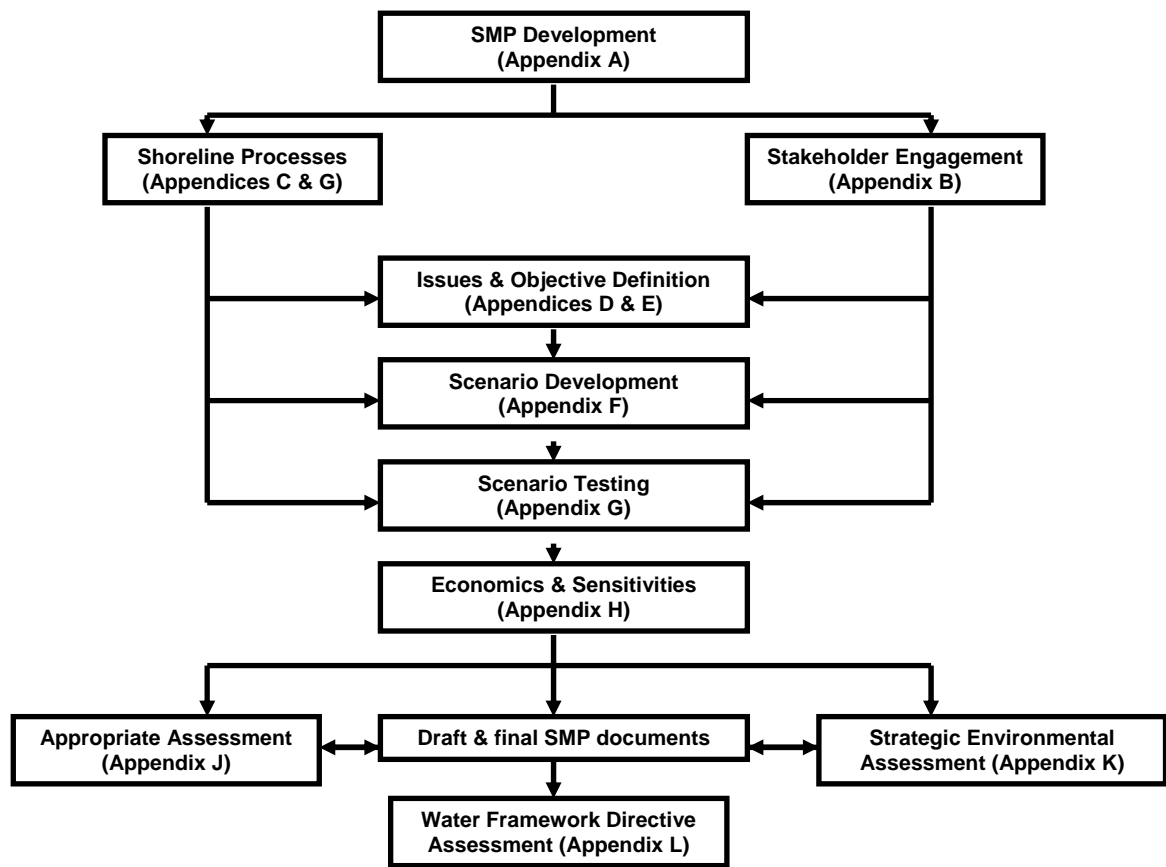 SMP Development
(Appendix A)
Shoreline Processes
(Appendices C & G)
Stakeholder Engagement
(Appendix B)
Issues & Objective Definition
(Appendices D & E)
Scenario Development
(Appendix F)
Scenario Testing
(Appendix G)
Economics & Sensitivities
(Appendix H)
Appropriate Assessment
(Appendix J)
Draft & final SMP documents
Strategic Environmental
Assessment (Appendix K)
Water Framework Directive
Assessment (Appendix L)